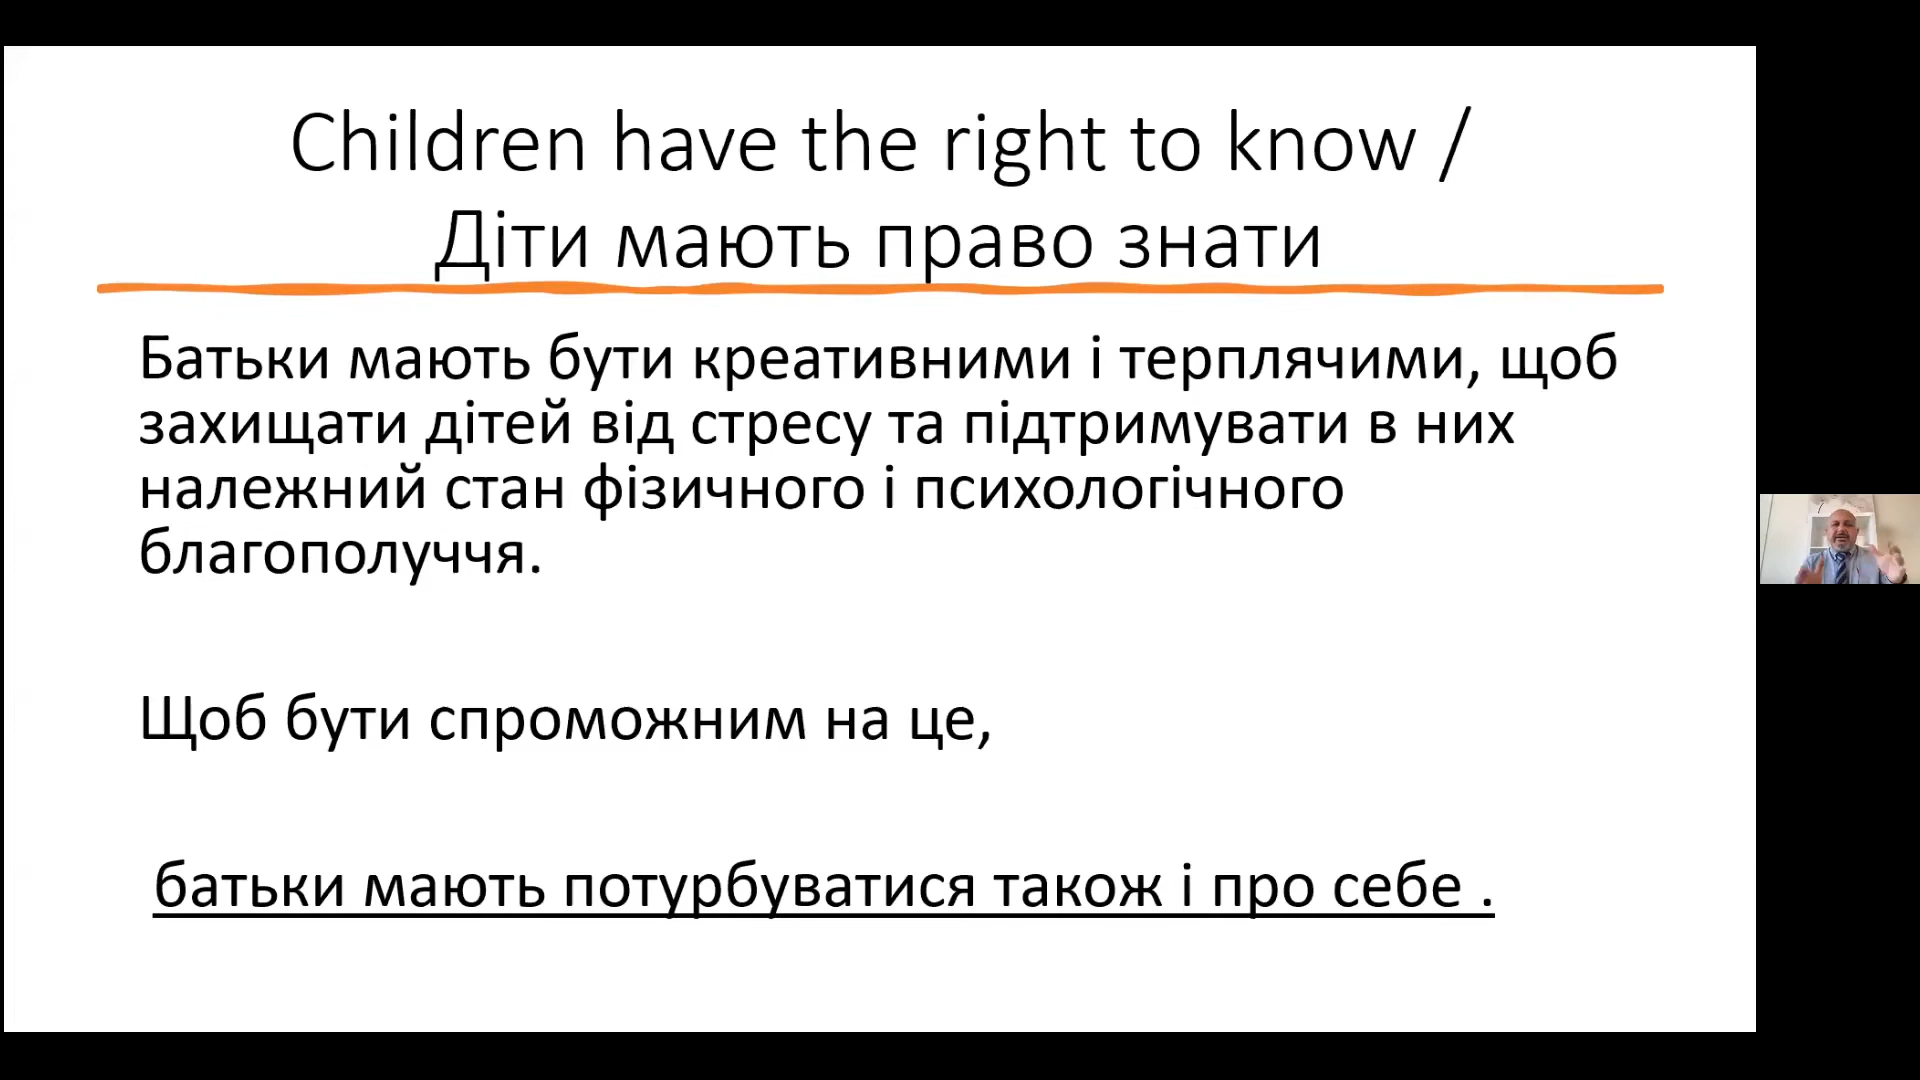 Children have the right to know /
Діти мають право знати
Батьки мають бути креативними і терплячими, щоб
захищати дітей від стресу та підтримувати в них
належний стан фізичного і психологічного
благополуччя.
Щоб бути спроможним на це,
батьки мають потурбуватися також і про себе .